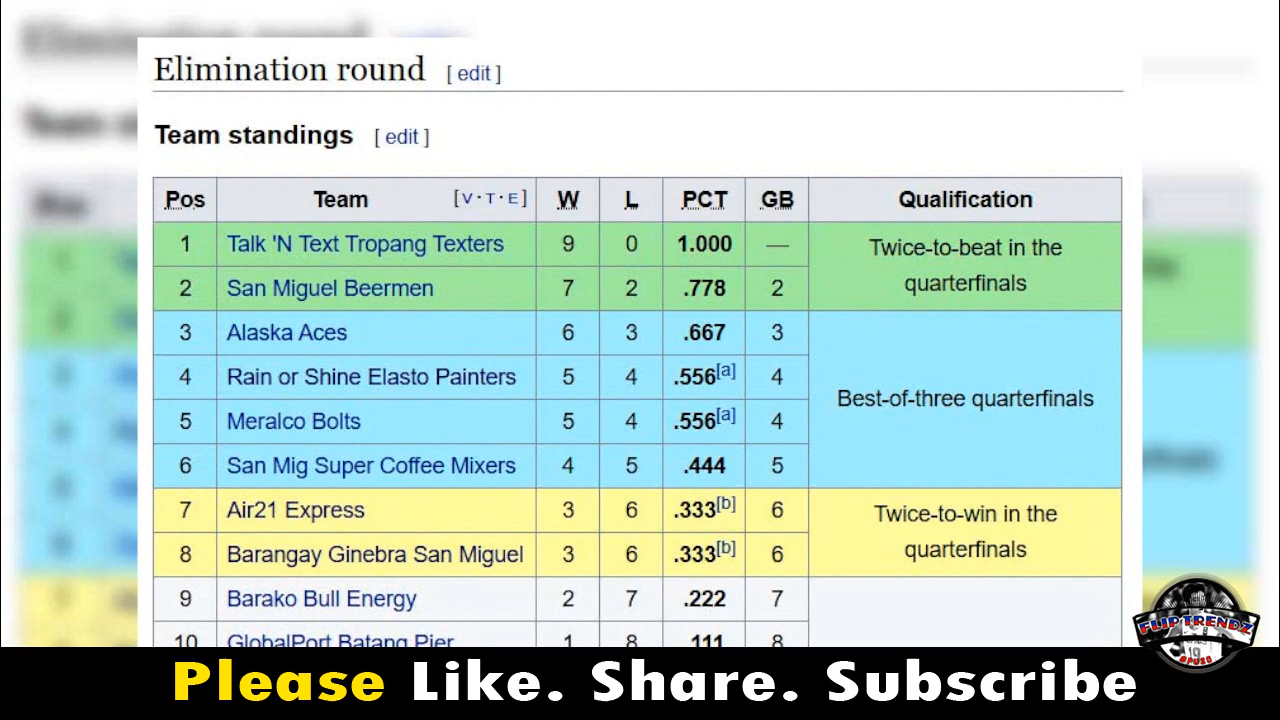 Elimination round [ edit ]
Team standings [ edit ]
Pos Team [V·T·E] W L PCT GB Qualification
1 Talk 'N Text Tropang Texters 9 0 1.000 — Twice-to-beat in the
quarterfinals
2 San Miguel Beermen 7 2 .778 2
3 Alaska Aces 6 3 .667 3
4 Rain or Shine Elasto Painters 5 4 .556[a] 4
Best-of-three quarterfinals
5 Meralco Bolts 5 4 .556[a] 4
6 San Mig Super Coffee Mixers 4 5 .444 5
7 Air21 Express 3 6 .333[b] 6 Twice-to-win in the
quarterfinals
8 Barangay Ginebra San Miguel 3 6 .333[b] 6
9 Barako Bull Energy 2 7 .222 7
10 GlobalPort Batang Pier 1 8 .111 8
FLIPTRENDZ
Please Like. Share. Subscribe